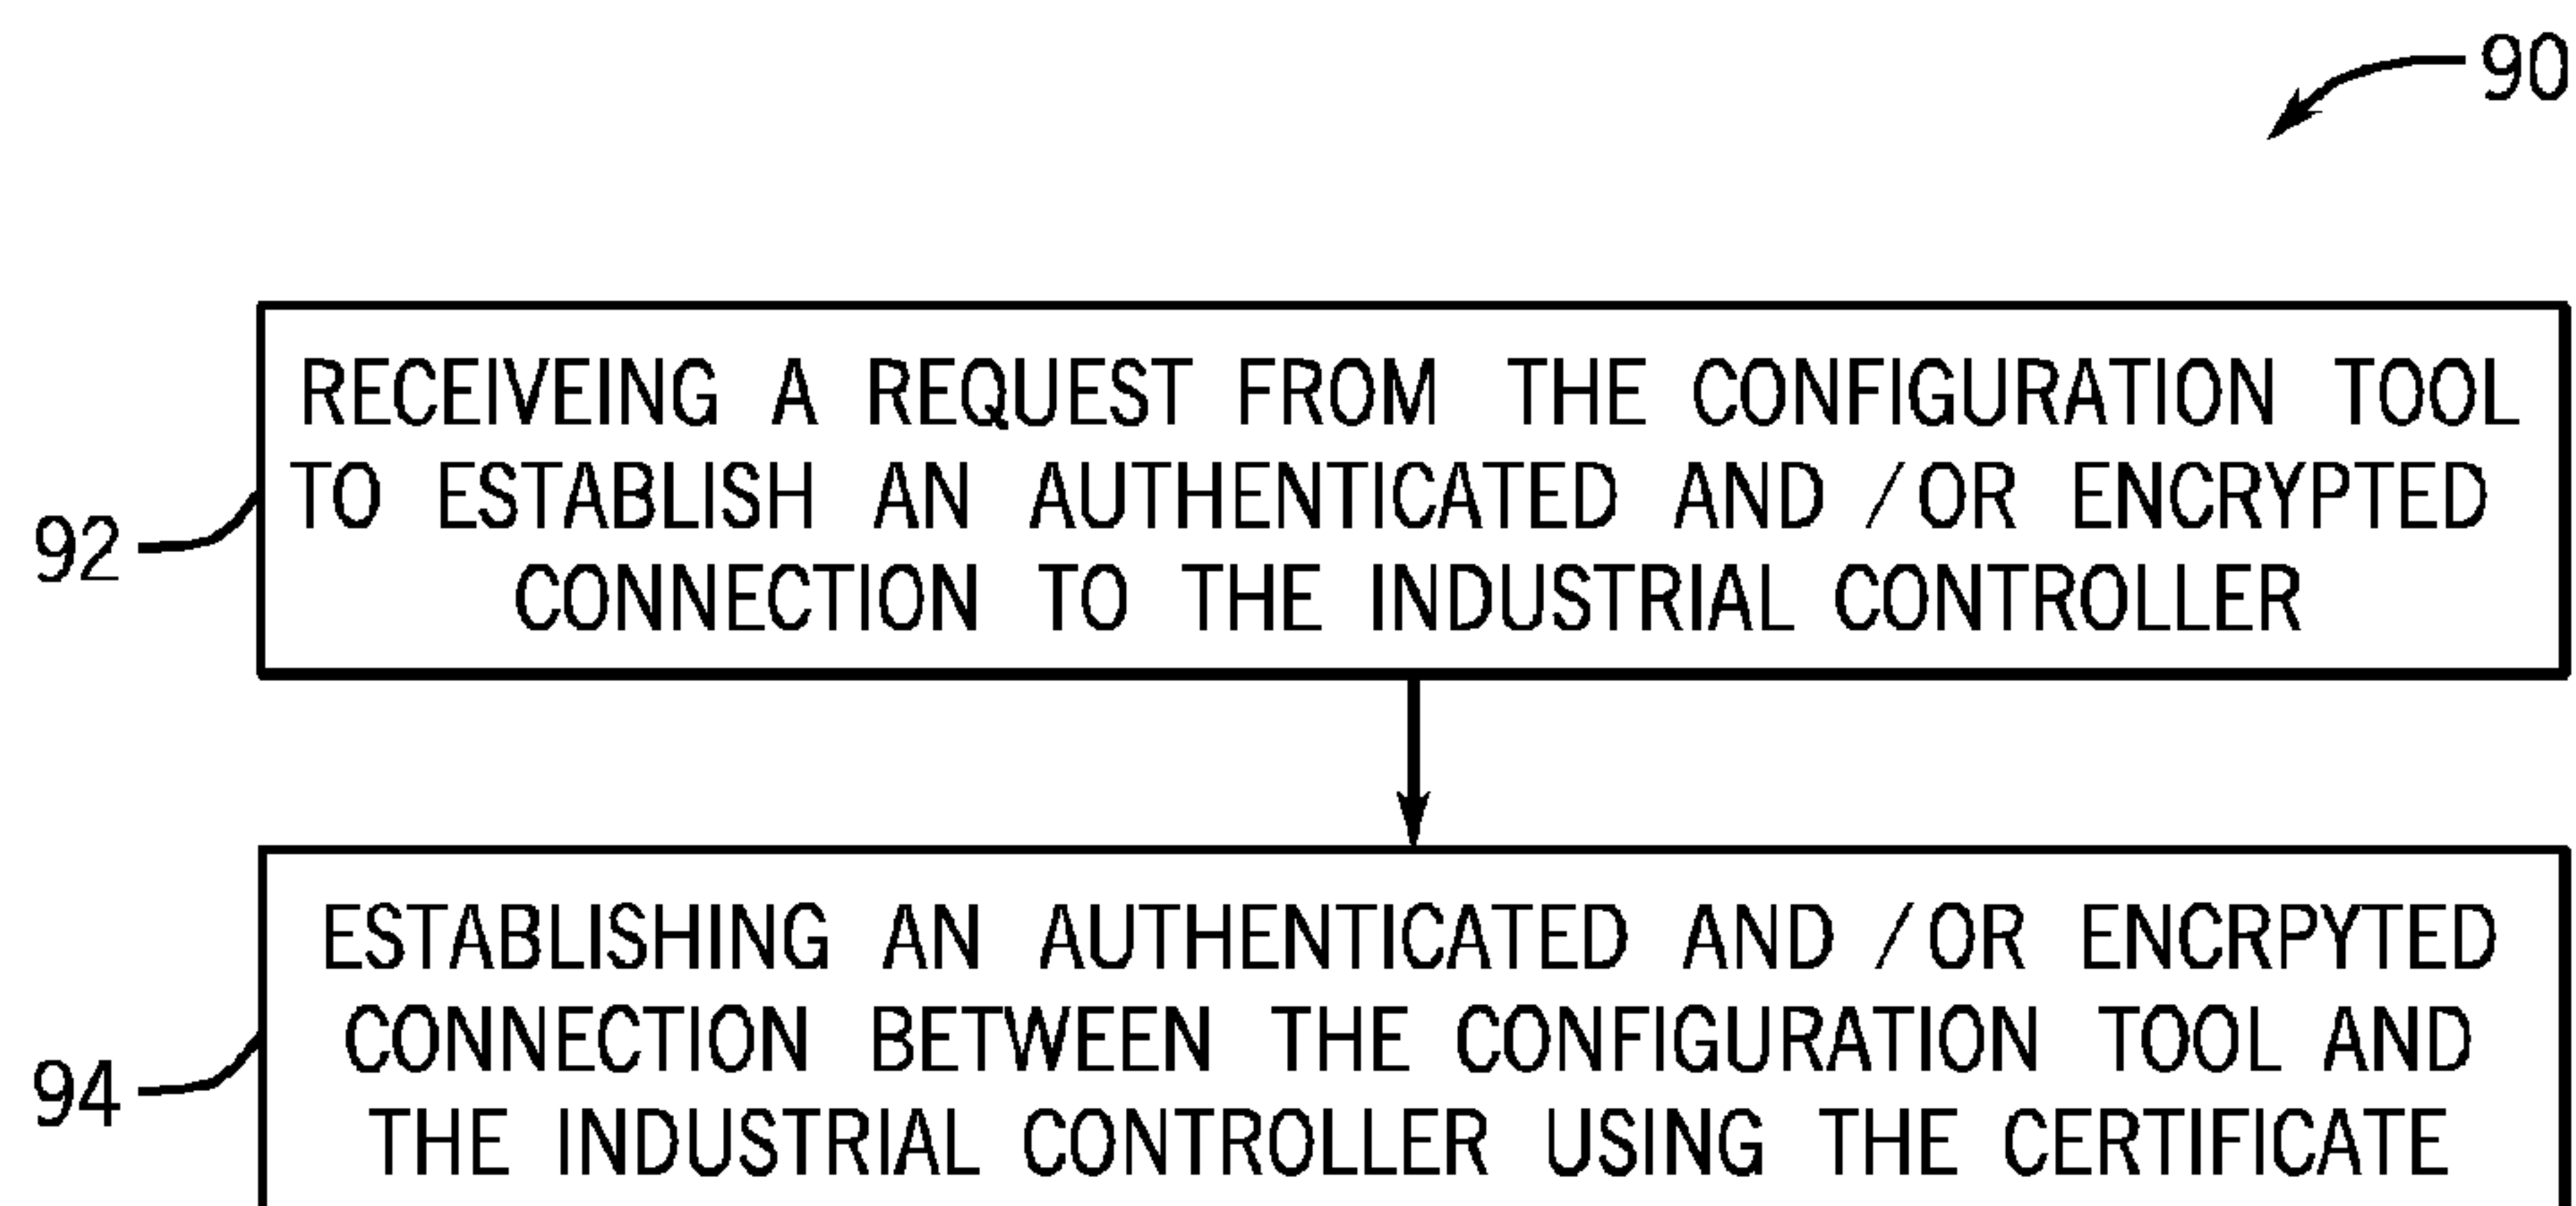 90
RECEIVEING A REQUEST FROM THE CONFIGURATION TOOL
TO ESTABLISH AN AUTHENTICATED AND /OR ENCRYPTED
CONNECTION TO THE INDUSTRIAL CONTROLLER
92
ESTABLISHING AN AUTHENTICATED AND /OR ENCRPYTED
CONNECTION BETWEEN THE CONFIGURATION TOOL AND
THE INDUSTRIAL CONTROLLER USING THE CERTIFICATE
94